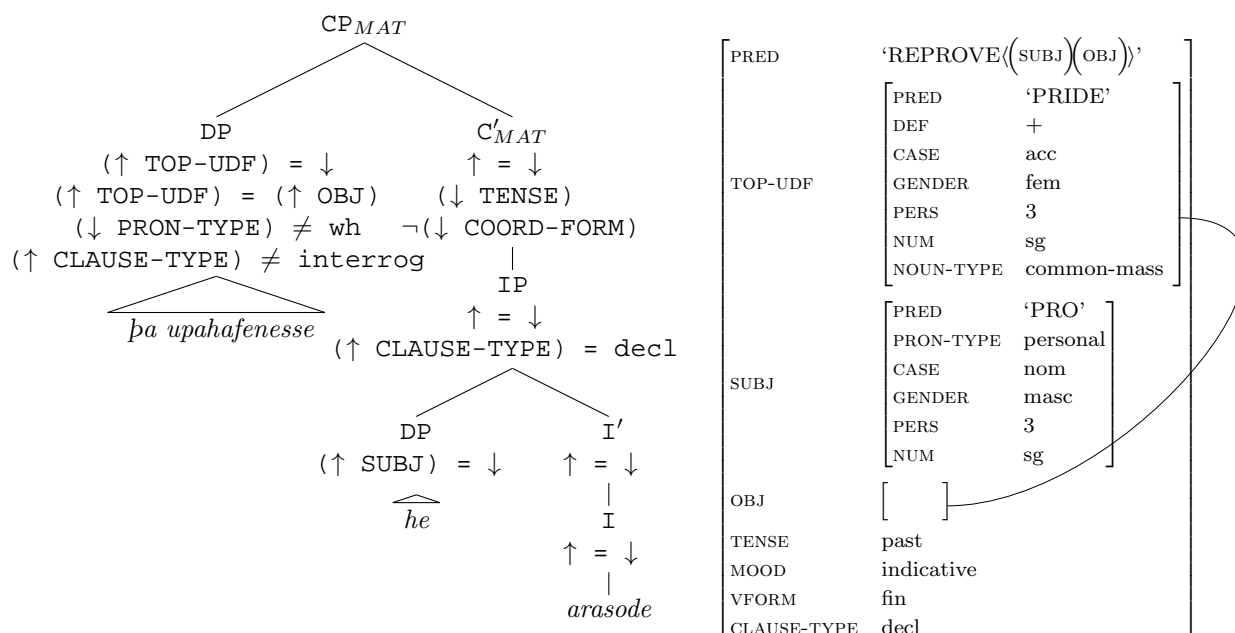 CP_MAT
DP C′_MAT
(↑ TOP-UDF) = ↓ ↑ = ↓
(↑ TOP-UDF) = (↑ OBJ) (↓ TENSE)
(↓ PRON-TYPE) ≠ wh ¬(↓ COORD-FORM)
(↑ CLAUSE-TYPE) ≠ interrog
þa upahafenesse
IP
↑ = ↓
(↑ CLAUSE-TYPE) = decl
DP I′
(↑ SUBJ) = ↓ ↑ = ↓
he
I
↑ = ↓
arasode
PRED ‘REPROVE⟨(SUBJ)(OBJ)⟩’
TOP-UDF
PRED ‘PRIDE’
DEF +
CASE acc
GENDER fem
PERS 3
NUM sg
NOUN-TYPE common-mass
SUBJ
PRED ‘PRO’
PRON-TYPE personal
CASE nom
GENDER masc
PERS 3
NUM sg
OBJ [ ]
TENSE past
MOOD indicative
VFORM fin
CLAUSE-TYPE decl